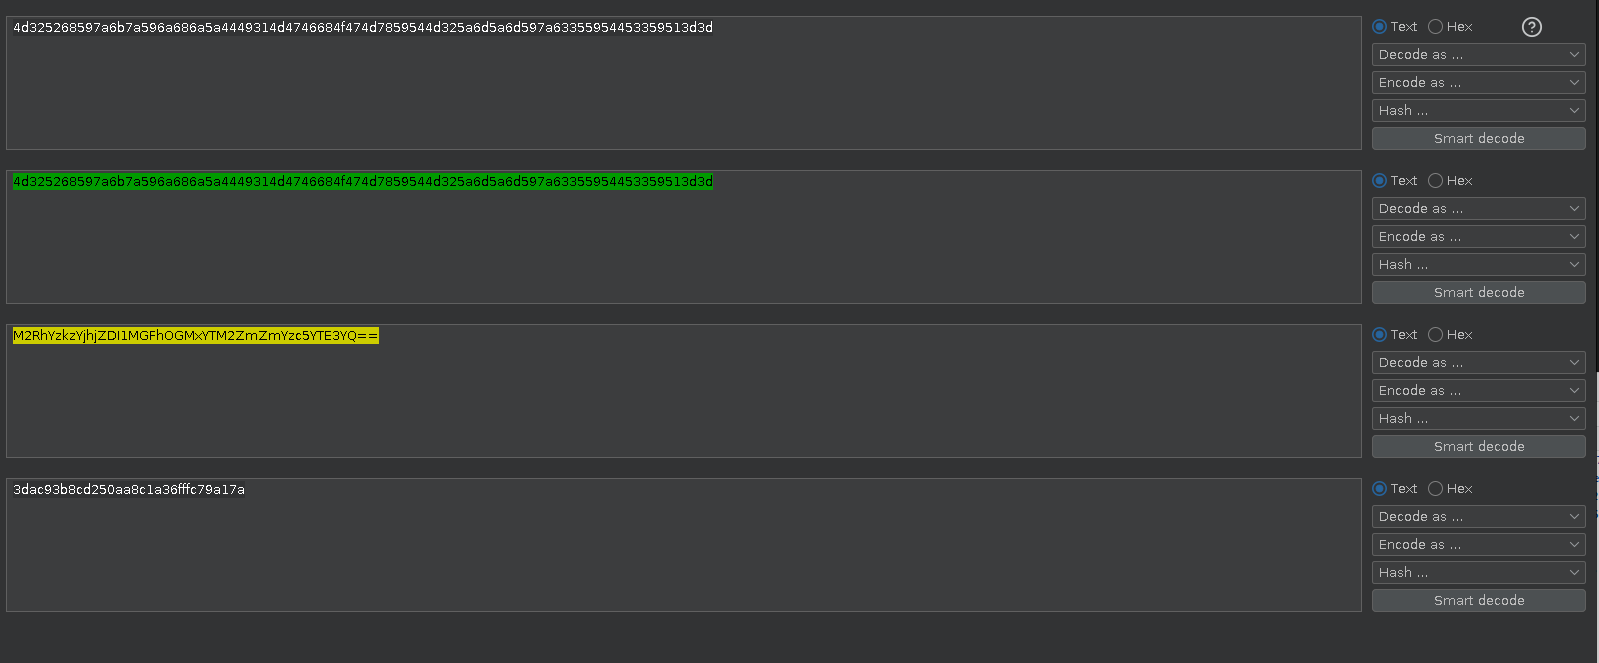 4d325268597a6b7a596a686a5a4449314d4746684f474d7859544d325a6d5a6d597a63355954453359513d3d
Text Hex ?
Decode as ...
Encode as ...
Hash ...
Smart decode
4d325268597a6b7a596a686a5a4449314d4746684f474d7859544d325a6d5a6d597a63355954453359513d3d
Text Hex
Decode as ...
Encode as ...
Hash ...
Smart decode
M2RhYzkzYjhjZDI1MGFhOGMxYTM2ZmZmYzc5YTE3YQ==
Text Hex
Decode as ...
Encode as ...
Hash ...
Smart decode
3dac93b8cd250aa8c1a36fffc79a17a
Text Hex
Decode as ...
Encode as ...
Hash ...
Smart decode